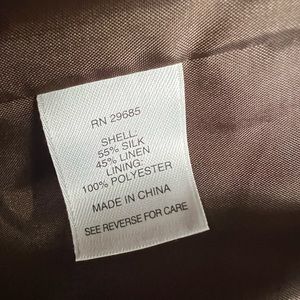 RN 29685
SHELL:
55% SILK
45% LINEN
LINING:
100% POLYESTER
MADE IN CHINA
SEE REVERSE FOR CARE